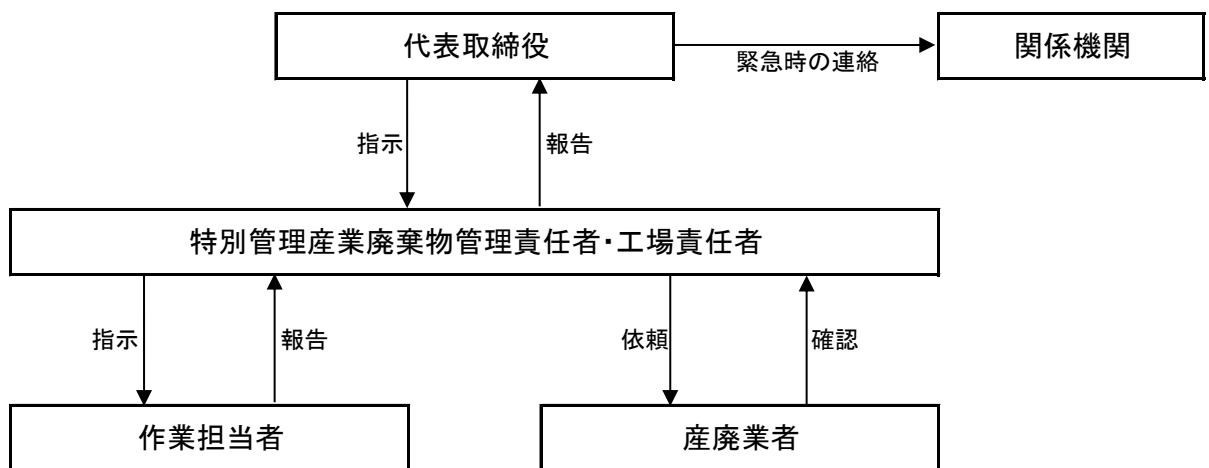 代表取締役
関係機関
緊急時の連絡
指示
報告
特別管理産業廃棄物管理責任者・工場責任者
指示
報告
依頼
確認
作業担当者
産廃業者